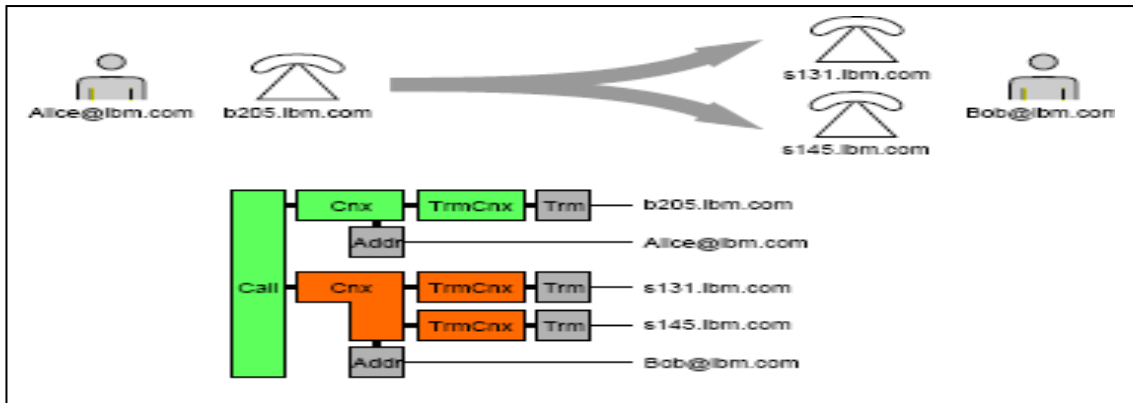 s131.ibm.com
Alice@ibm.com
b205.ibm.com
Bob@ibm.com
s145.ibm.com
Cnx
TrmCnx
Trm
b205.ibm.com
Addr
Alice@ibm.com
Call
Cnx
TrmCnx
Trm
s131.ibm.com
TrmCnx
Trm
s145.ibm.com
Addr
Bob@ibm.com